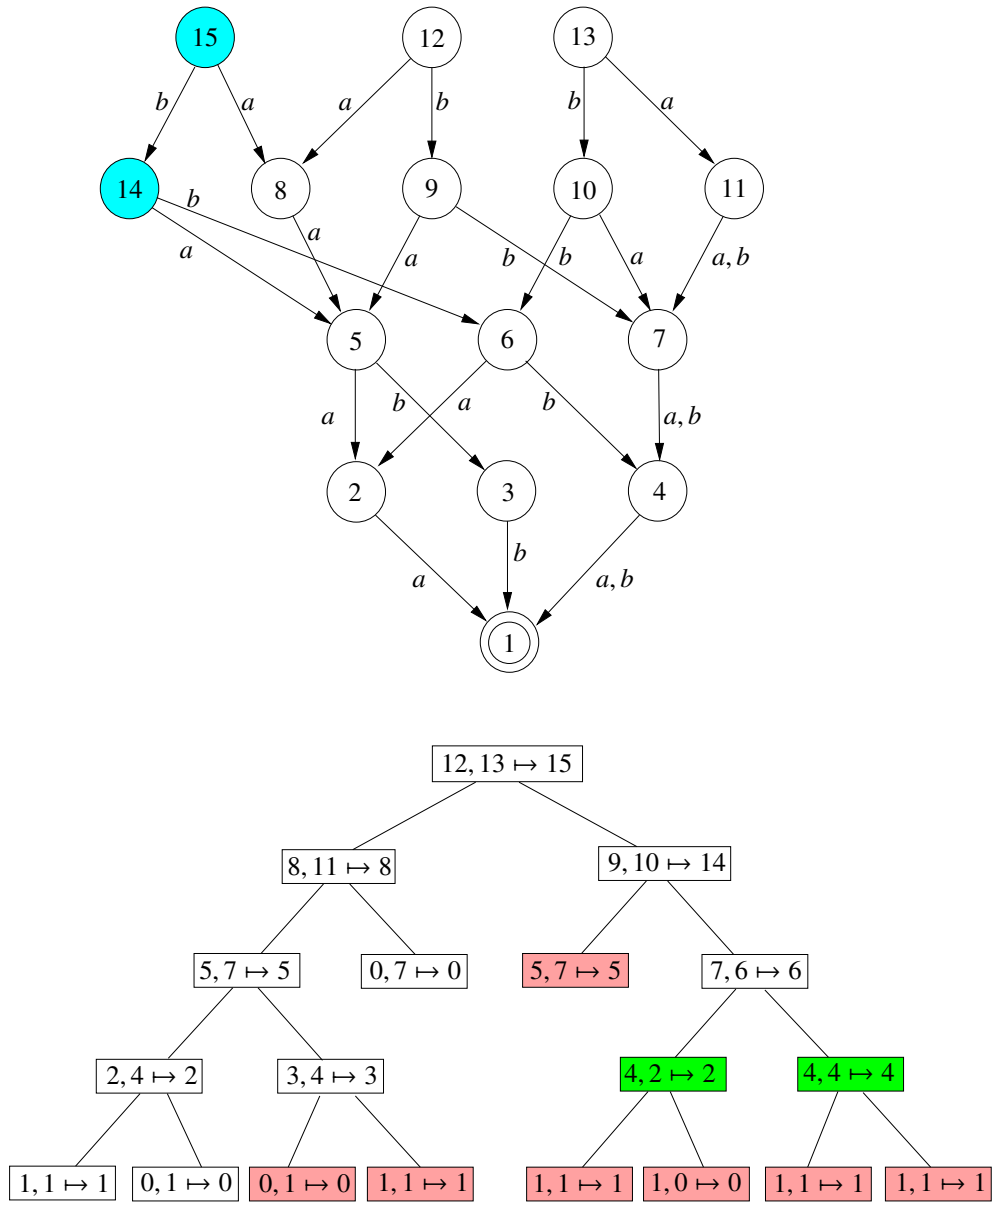 15 12 13
b a a b b a
14 8 9 10 11
b
a a a b b a a, b
5 6 7
a b a b a, b
2 3 4
a b a, b
1
12, 13 ↦ 15
8, 11 ↦ 8 9, 10 ↦ 14
5, 7 ↦ 5 0, 7 ↦ 0 5, 7 ↦ 5 7, 6 ↦ 6
2, 4 ↦ 2 3, 4 ↦ 3 4, 2 ↦ 2 4, 4 ↦ 4
1, 1 ↦ 1 0, 1 ↦ 0 0, 1 ↦ 0 1, 1 ↦ 1 1, 1 ↦ 1 1, 0 ↦ 0 1, 1 ↦ 1 1, 1 ↦ 1